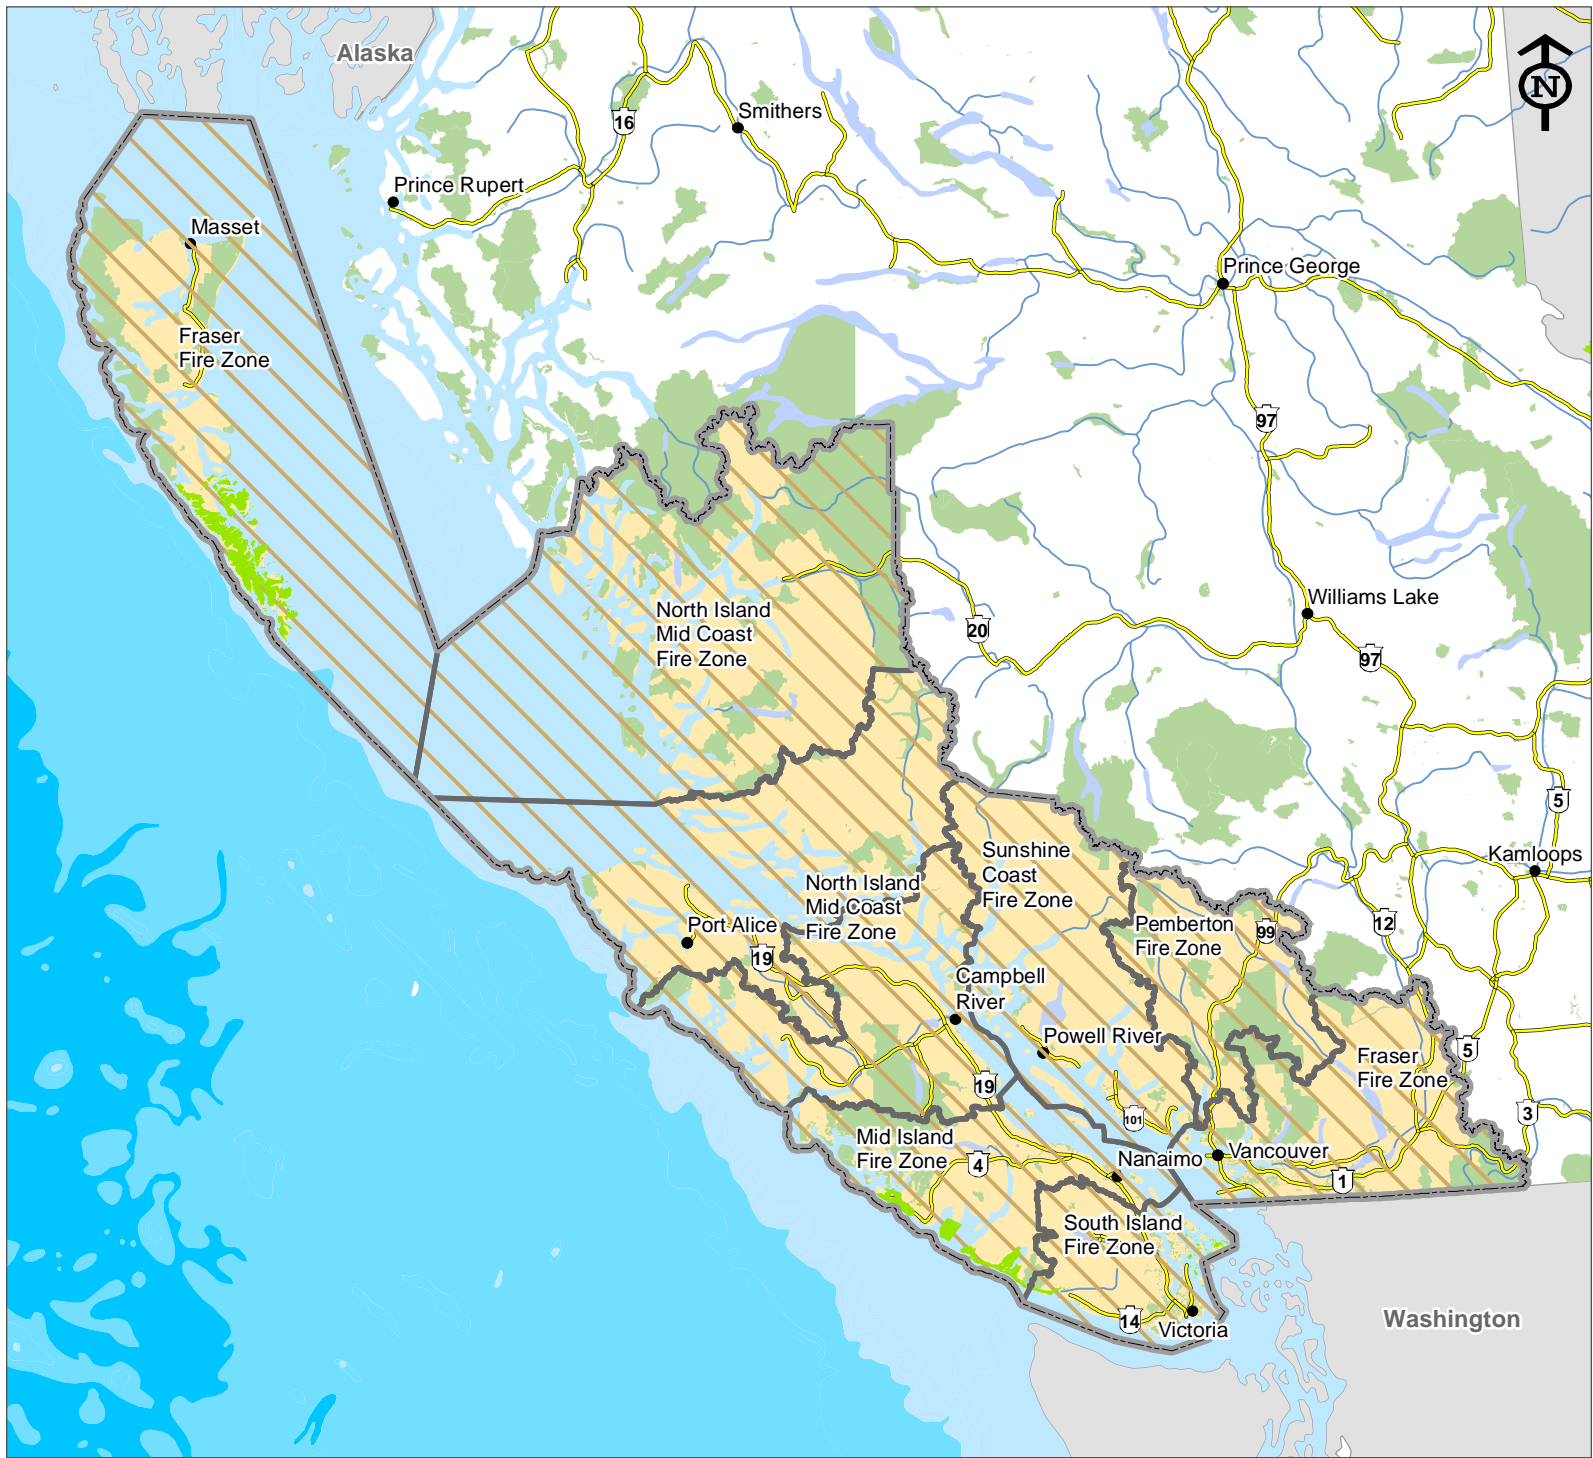 Alaska
N
16
Smithers
Prince Rupert
Masset
Prince George
Fraser
Fire Zone
97
North Island
Mid Coast
Fire Zone
20
Williams Lake
97
5
Sunshine
Coast
Fire Zone
Kamloops
North Island
Mid Coast
Fire Zone
Port Alice
19
Pemberton
Fire Zone
99
12
Campbell
River
Powell River
Fraser
Fire Zone
5
19
101
3
Mid Island
Fire Zone
4
Nanaimo
Vancouver
1
South Island
Fire Zone
14
Victoria
Washington